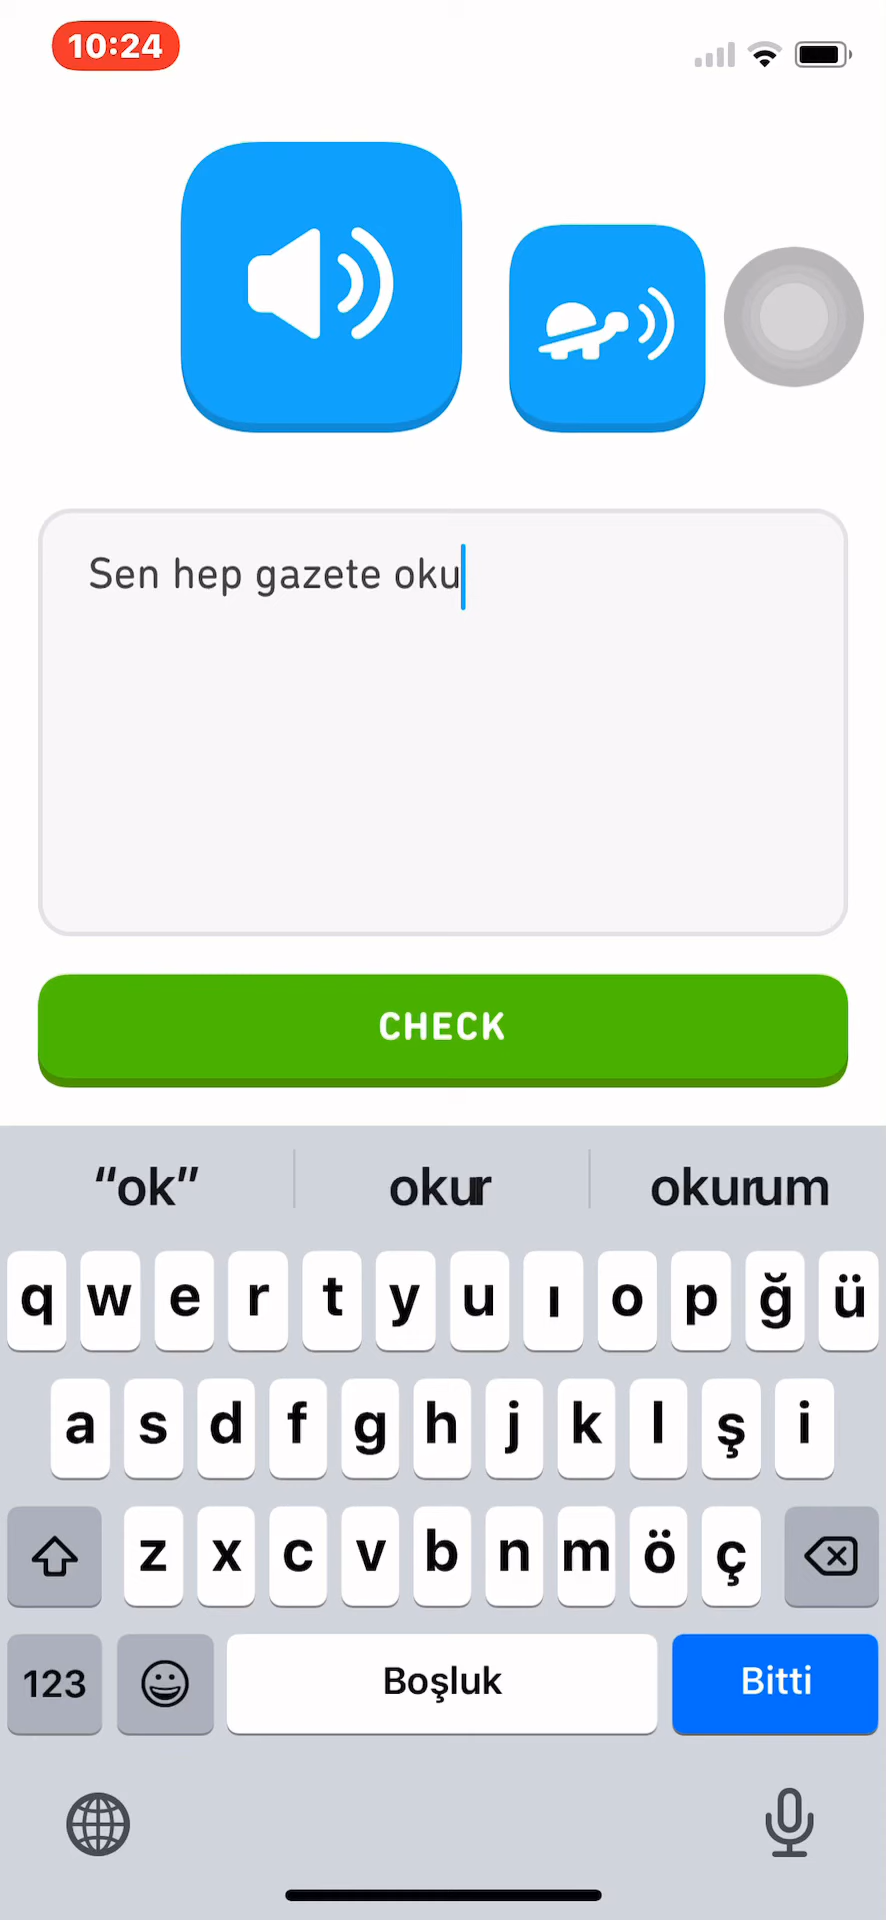 10:24
Sen hep gazete oku
CHECK
“ok” okur okurum
q w e r t y u ı o p ğ ü
a s d f g h j k l ş i
z x c v b n m ö ç
123 Boşluk Bitti